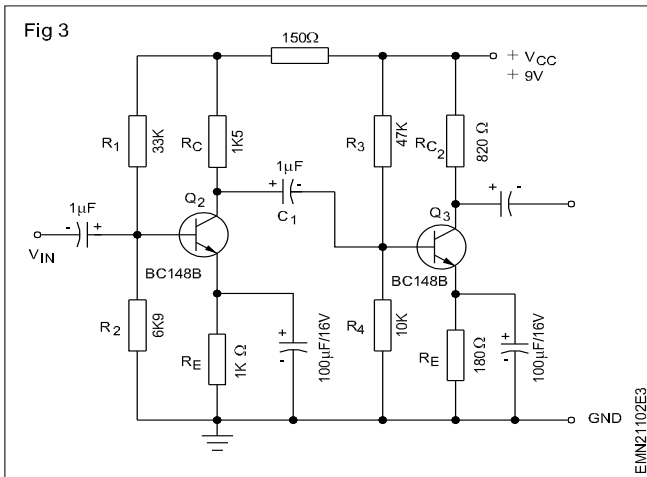 Fig 3
150Ω
+ VCC
+ 9V
R1
33K
RC
1K5
R3
47K
RC2
820 Ω
1µF
+ -
C1
+ -
1µF
- +
VIN
Q2
BC148B
Q3
BC148B
R2
6K9
RE
1K Ω
+
-
100µF/16V
R4
10K
RE
180Ω
+
-
100µF/16V
GND
EMN21102E3